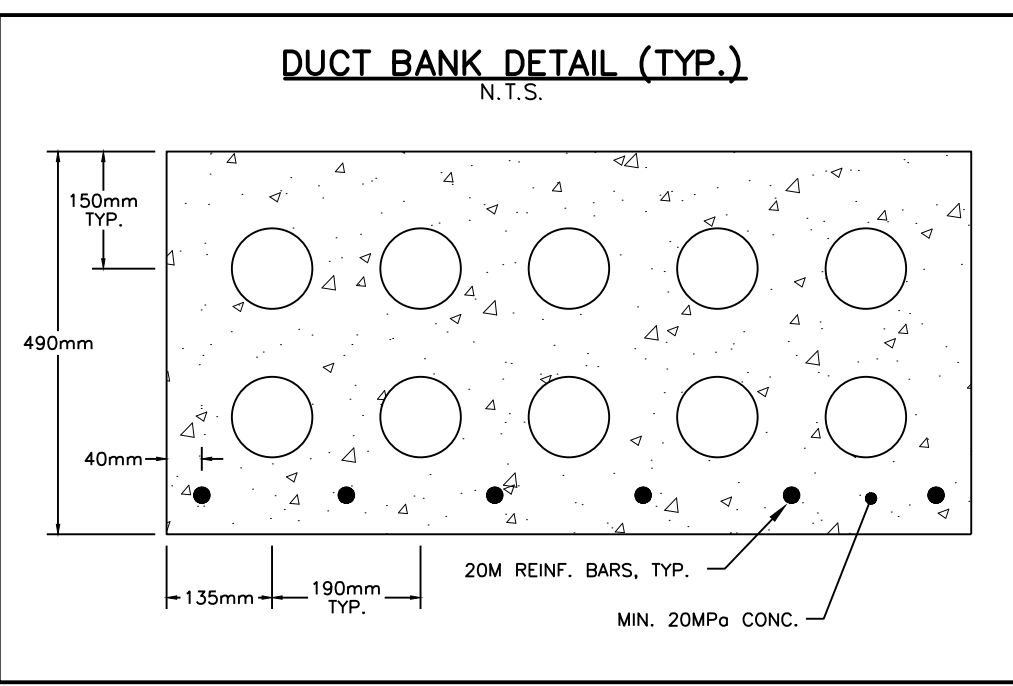 DUCT BANK DETAIL (TYP.)
N.T.S.
150mm
TYP.
490mm
40mm
20M REINF. BARS, TYP.
135mm
190mm
TYP.
MIN. 20MPa CONC.